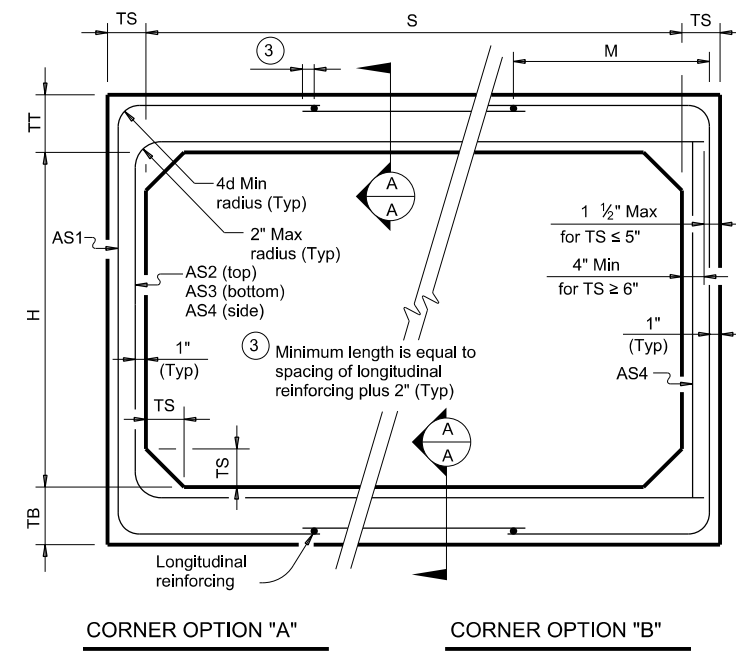 TS
S
TS
3
M
TT
4d Min
radius (Typ)
A
A
2" Max
radius (Typ)
1 ½" Max
for TS ≤ 5"
AS1
AS2 (top)
AS3 (bottom)
AS4 (side)
4" Min
for TS ≥ 6"
H
1"
(Typ)
3
Minimum length is equal to
spacing of longitudinal
reinforcing plus 2" (Typ)
1"
(Typ)
AS4
TS
A
A
TS
TB
Longitudinal
reinforcing
CORNER OPTION "A"
CORNER OPTION "B"